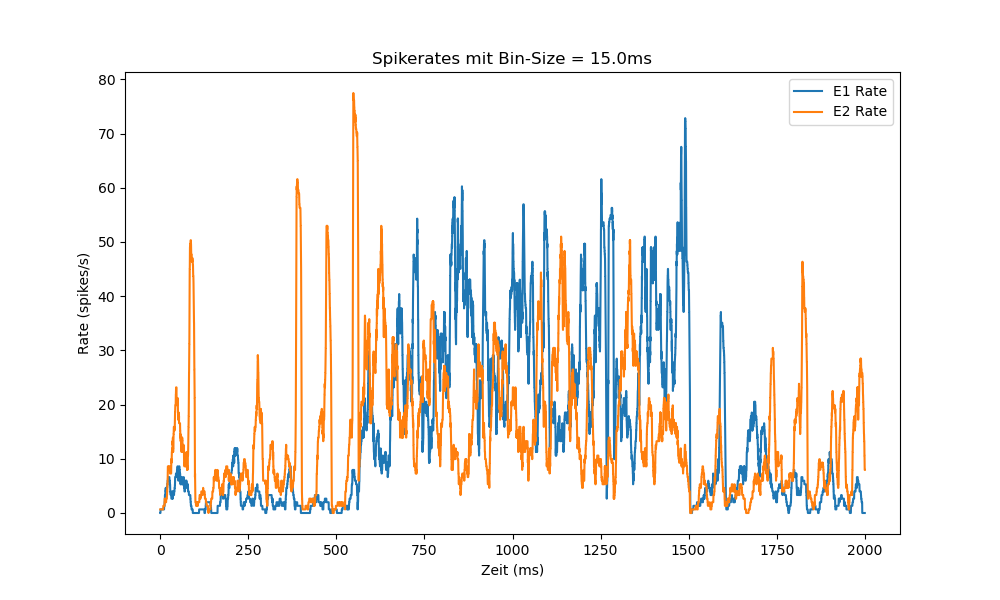 Spikerates mit Bin-Size = 15.0ms
E1 Rate
E2 Rate
Rate (spikes/s)
80
70
60
50
40
30
20
10
0
0 250 500 750 1000 1250 1500 1750 2000
Zeit (ms)